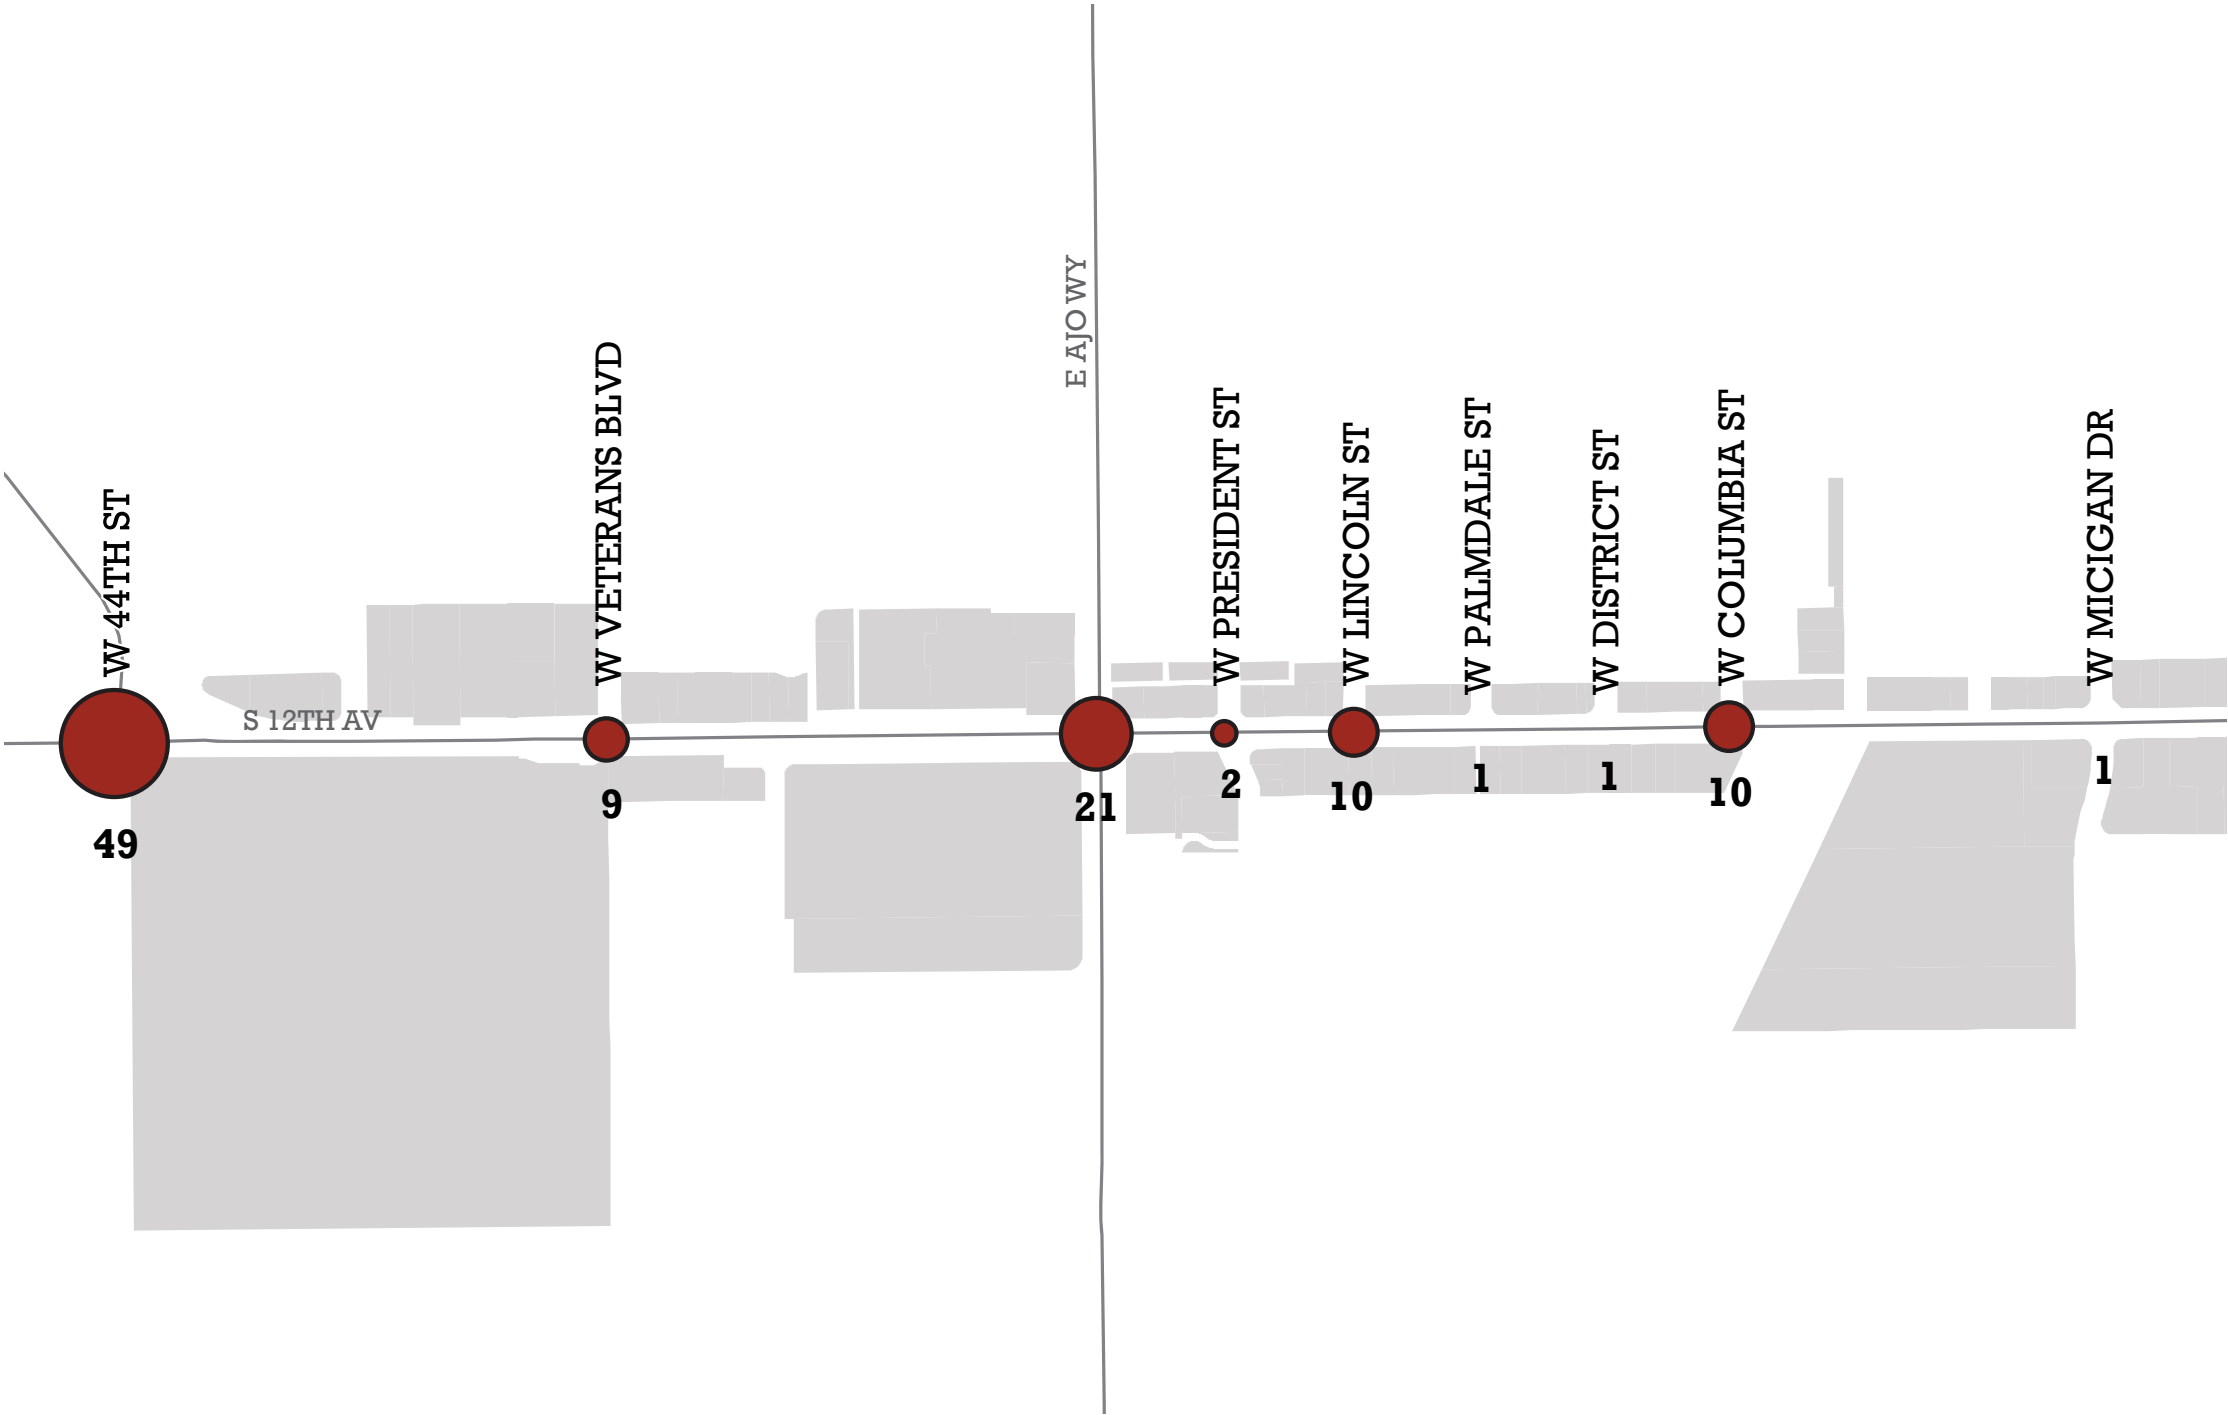 E AJO WY
W 44TH ST
W VETERANS BLVD
W PRESIDENT ST
W LINCOLN ST
W PALMDALE ST
W DISTRICT ST
W COLUMBIA ST
W MICIGAN DR
S 12TH AV
49
9
21
2
10
1
1
10
1